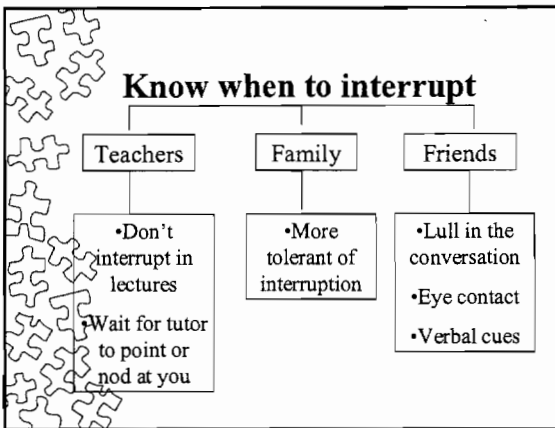 Know when to interrupt
Teachers
Family
Friends
•Don't
interrupt in
lectures
•Wait for tutor
to point or
nod at you
•More
tolerant of
interruption
•Lull in the
conversation
•Eye contact
•Verbal cues